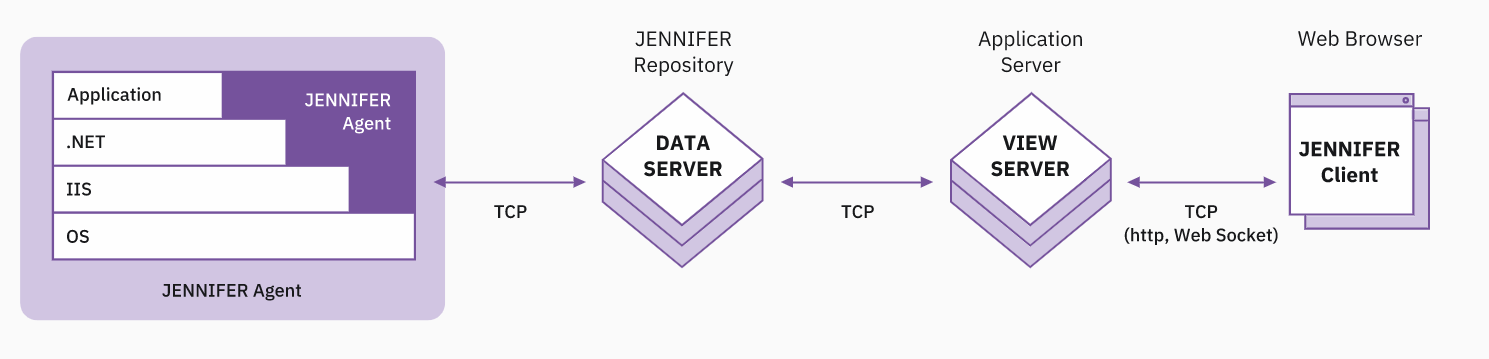 Application
JENNIFER
Agent
.NET
IIS
OS
JENNIFER Agent
TCP
JENNIFER
Repository
DATA
SERVER
TCP
Application
Server
VIEW
SERVER
TCP
(http, Web Socket)
Web Browser
JENNIFER
Client